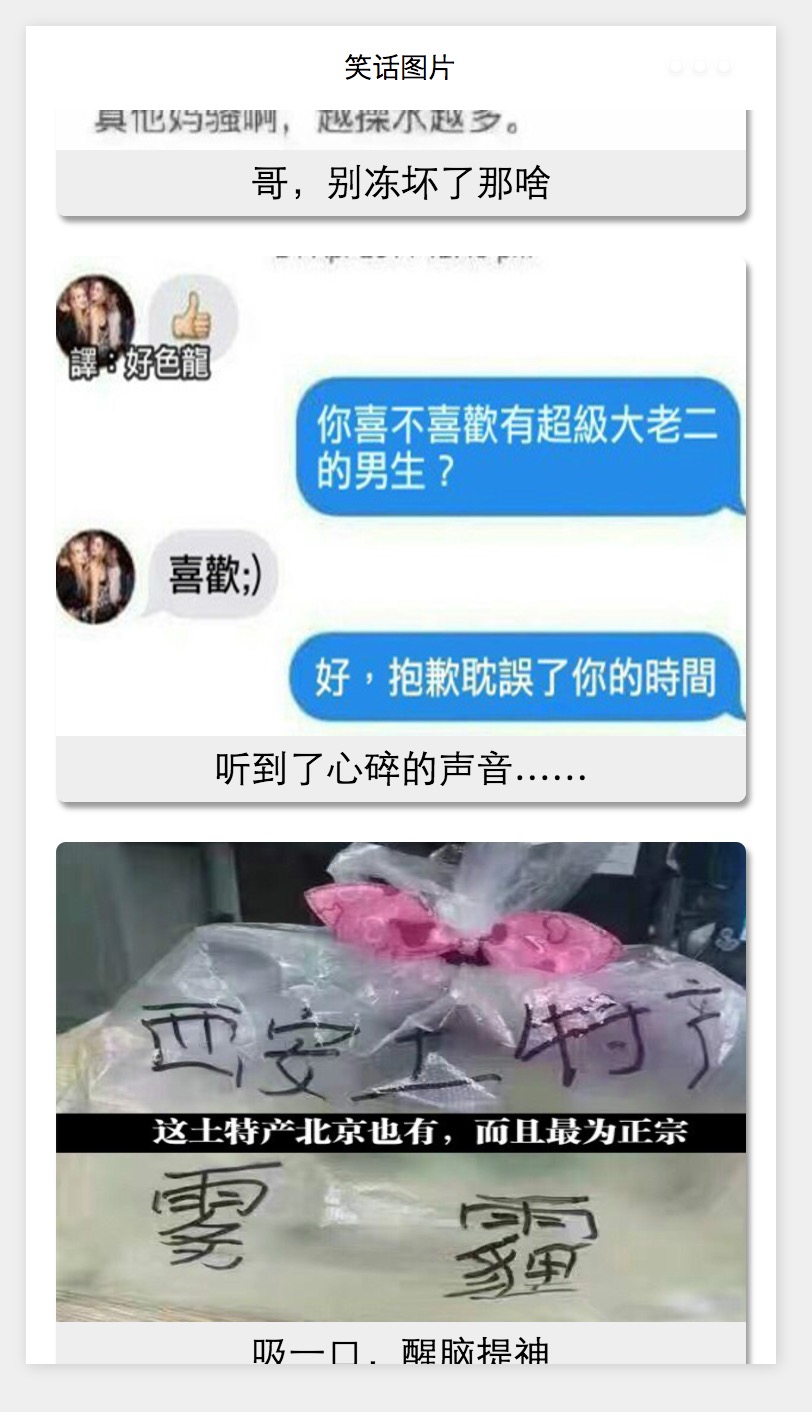 笑话图片
真他妈骚啊，越操水越多。
哥，别冻坏了那啥
譯：好色龍
你喜不喜歡有超級大老二
的男生？
喜歡;)
好，抱歉耽誤了你的時間
听到了心碎的声音……
西安土特产
这土特产北京也有，而且最为正宗
雾霾
吸一口，醒脑提神